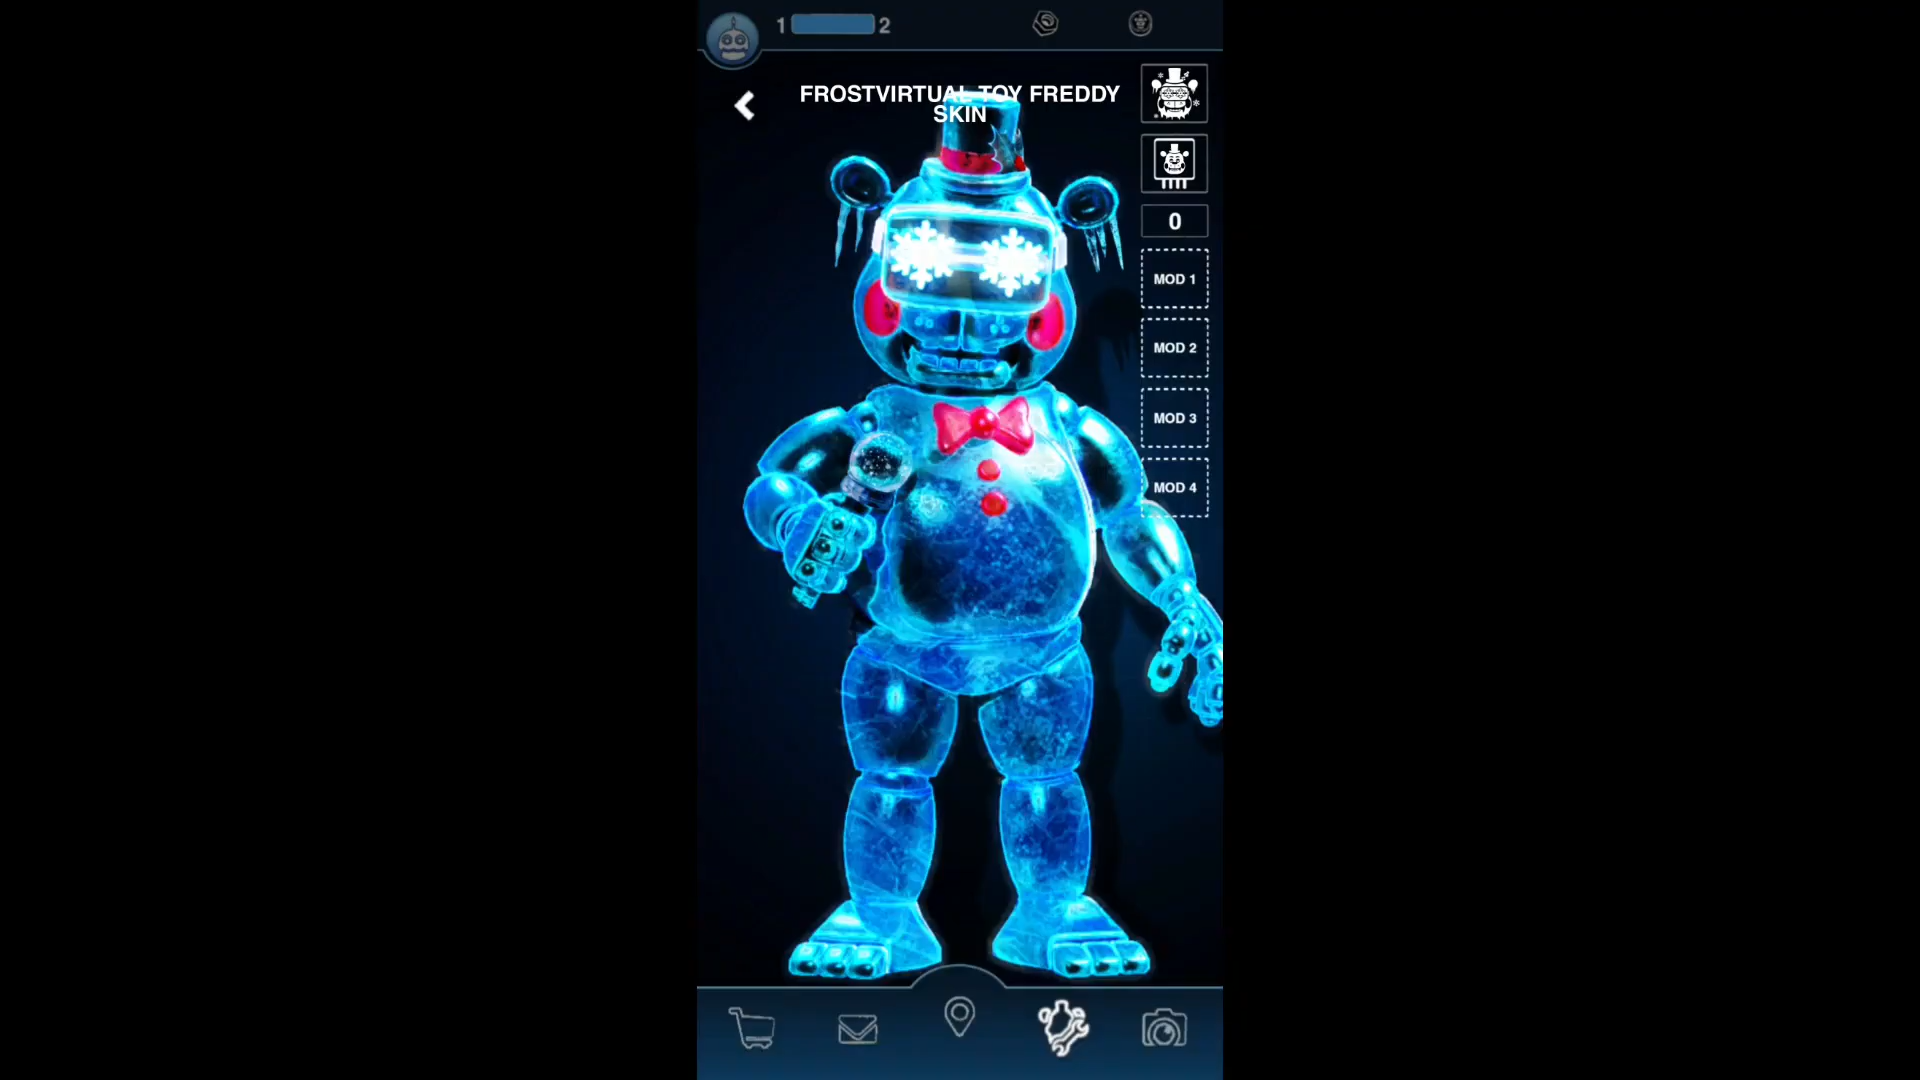 1 2
FROSTVIRTUAL TOY FREDDY
SKIN
0
MOD 1
MOD 2
MOD 3
MOD 4